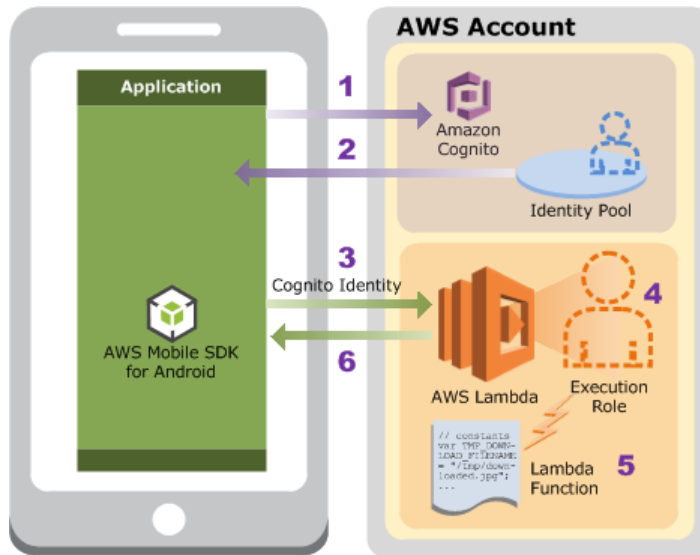 AWS Account
Application
1
Amazon
Cognito
2
Identity Pool
3
Cognito Identity
4
AWS Mobile SDK
for Android
6
AWS Lambda
Execution
Role
// constants
var TMP_DOWN-
LOAD_FILENAME
= "/tmp/down-
loaded.jpg";
...
Lambda
Function
5